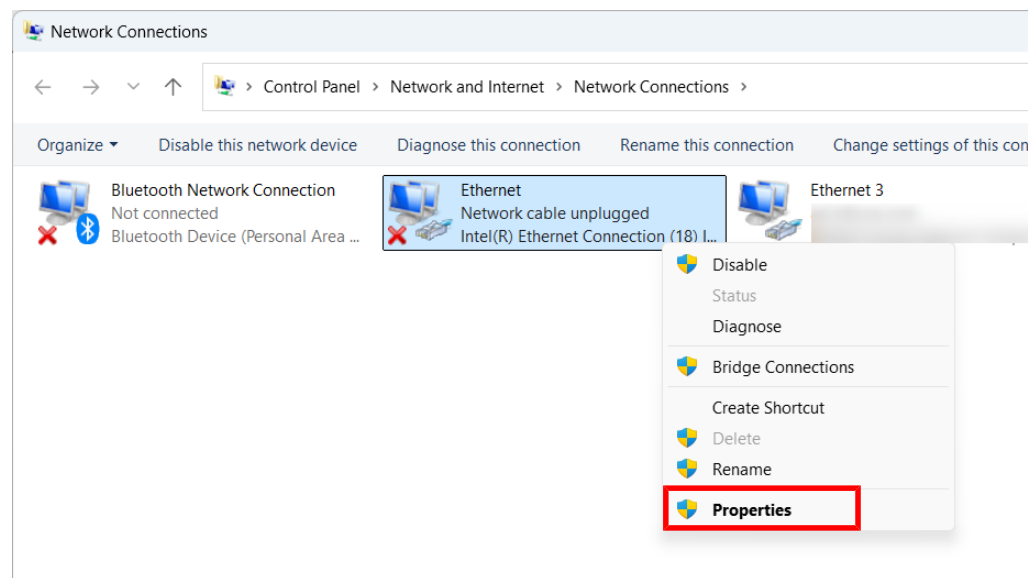 Network Connections
Control Panel > Network and Internet > Network Connections >
Organize Disable this network device Diagnose this connection Rename this connection Change settings of this con
Bluetooth Network Connection
Not connected
Bluetooth Device (Personal Area ...
Ethernet
Network cable unplugged
Intel(R) Ethernet Connection (18) I...
Ethernet 3
Disable
Status
Diagnose
Bridge Connections
Create Shortcut
Delete
Rename
Properties